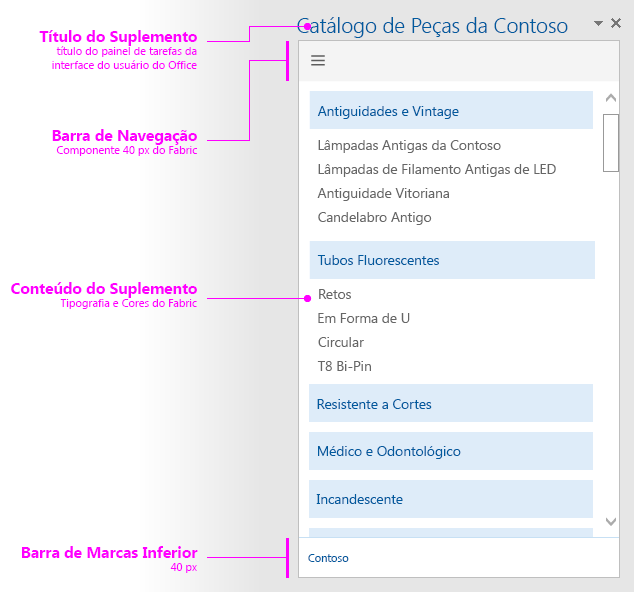 Título do Suplemento
título do painel de tarefas da
interface do usuário do Office
Barra de Navegação
Componente 40 px do Fabric
Conteúdo do Suplemento
Tipografia e Cores do Fabric
Barra de Marcas Inferior
40 px
Catálogo de Peças da Contoso
Antiguidades e Vintage
Lâmpadas Antigas da Contoso
Lâmpadas de Filamento Antigas de LED
Antiguidade Vitoriana
Candelabro Antigo
Tubos Fluorescentes
Retos
Em Forma de U
Circular
T8 Bi-Pin
Resistente a Cortes
Médico e Odontológico
Incandescente
Contoso